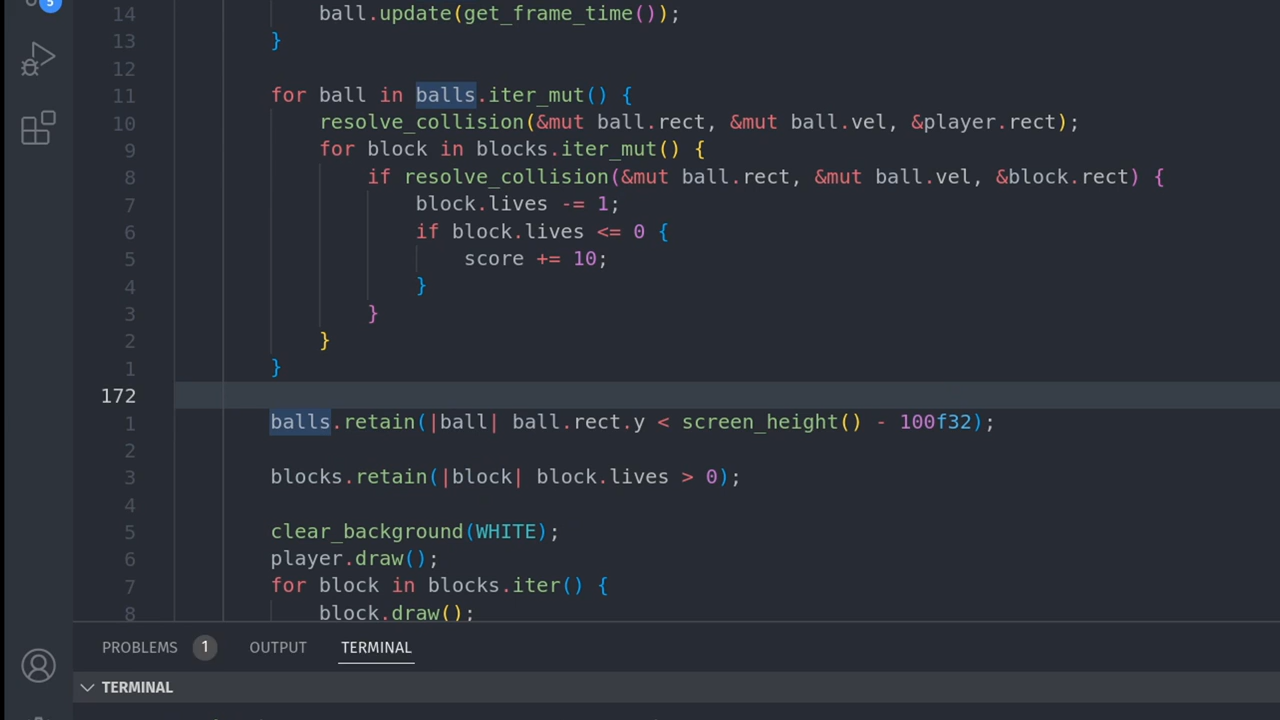 5
14 ball.update(get_frame_time());
13 }
12
11 for ball in balls.iter_mut() {
10 resolve_collision(&mut ball.rect, &mut ball.vel, &player.rect);
9 for block in blocks.iter_mut() {
8 if resolve_collision(&mut ball.rect, &mut ball.vel, &block.rect) {
7 block.lives -= 1;
6 if block.lives <= 0 {
5 score += 10;
4 }
3 }
2 }
1 }
172
1 balls.retain(|ball| ball.rect.y < screen_height() - 100f32);
2
3 blocks.retain(|block| block.lives > 0);
4
5 clear_background(WHITE);
6 player.draw();
7 for block in blocks.iter() {
8 block.draw();
PROBLEMS 1 OUTPUT TERMINAL
TERMINAL